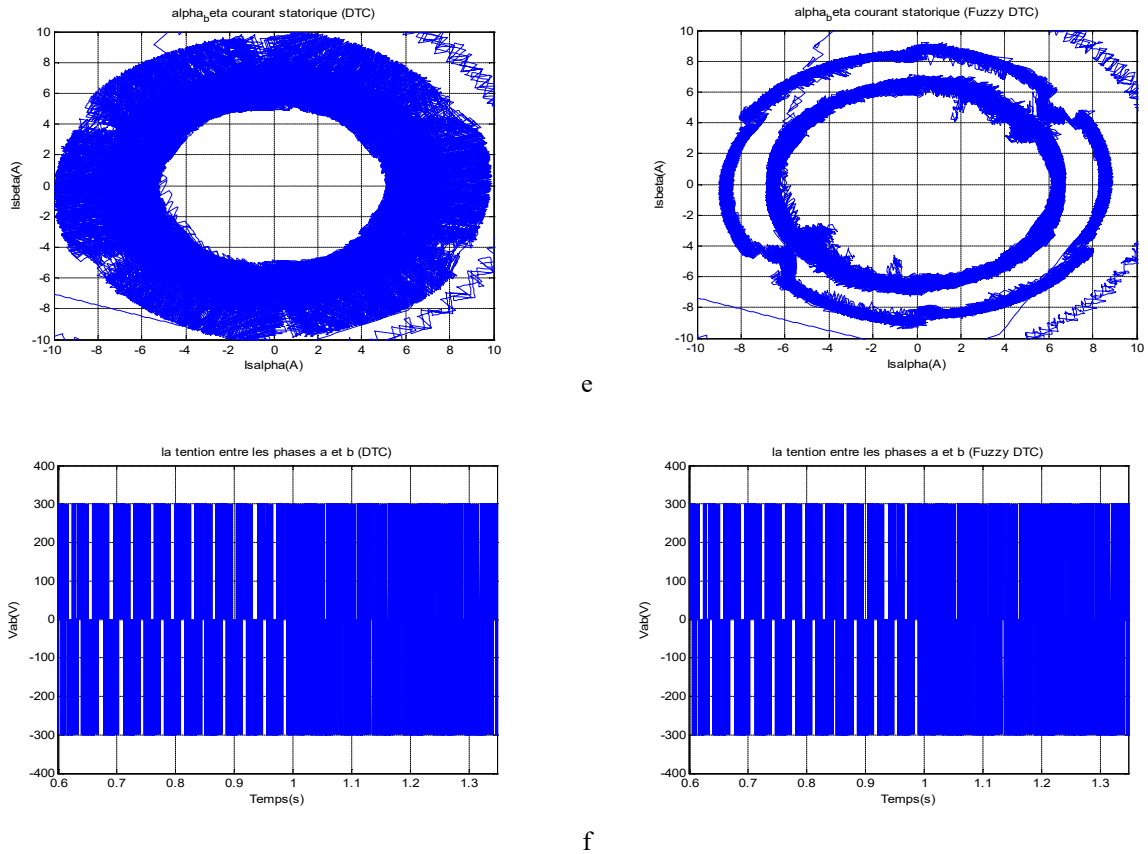 alpha_beta courant statorique (DTC)
10
8
6
4
2
0
-2
-4
-6
-8
-10
Isbeta(A)
-10 -8 -6 -4 -2 0 2 4 6 8 10
Isalpha(A)
alpha_beta courant statorique (Fuzzy DTC)
10
8
6
4
2
0
-2
-4
-6
-8
-10
Isbeta(A)
-10 -8 -6 -4 -2 0 2 4 6 8 10
Isalpha(A)
e
la tention entre les phases a et b (DTC)
400
300
200
100
0
-100
-200
-300
-400
Vab(V)
0.6 0.7 0.8 0.9 1 1.1 1.2 1.3
Temps(s)
la tention entre les phases a et b (Fuzzy DTC)
400
300
200
100
0
-100
-200
-300
-400
Vab(V)
0.6 0.7 0.8 0.9 1 1.1 1.2 1.3
Temps(s)
f